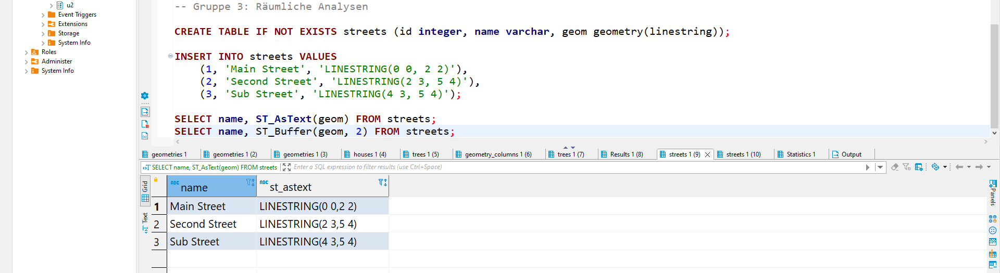 u2
Event Triggers
Extensions
Storage
System Info
Roles
Administer
System Info
-- Gruppe 3: Räumliche Analysen
CREATE TABLE IF NOT EXISTS streets (id integer, name varchar, geom geometry(linestring));
INSERT INTO streets VALUES
(1, 'Main Street', 'LINESTRING(0 0, 2 2)'),
(2, 'Second Street', 'LINESTRING(2 3, 5 4)'),
(3, 'Sub Street', 'LINESTRING(4 3, 5 4)');
SELECT name, ST_AsText(geom) FROM streets;
SELECT name, ST_Buffer(geom, 2) FROM streets;
geometries 1 geometries 1 (2) geometries 1 (3) houses 1 (4) trees 1 (5) geometry_columns 1 (6) trees 1 (7) Results 1 (8) streets 1 (9) streets 1 (10) Statistics 1 Output
SELECT name, ST_AsText(geom) FROM streets Enter a SQL expression to filter results (use Ctrl+Space)
Grid
Text
ABC name ABC st_astext
1 Main Street LINESTRING(0 0,2 2)
2 Second Street LINESTRING(2 3,5 4)
3 Sub Street LINESTRING(4 3,5 4)
Panels